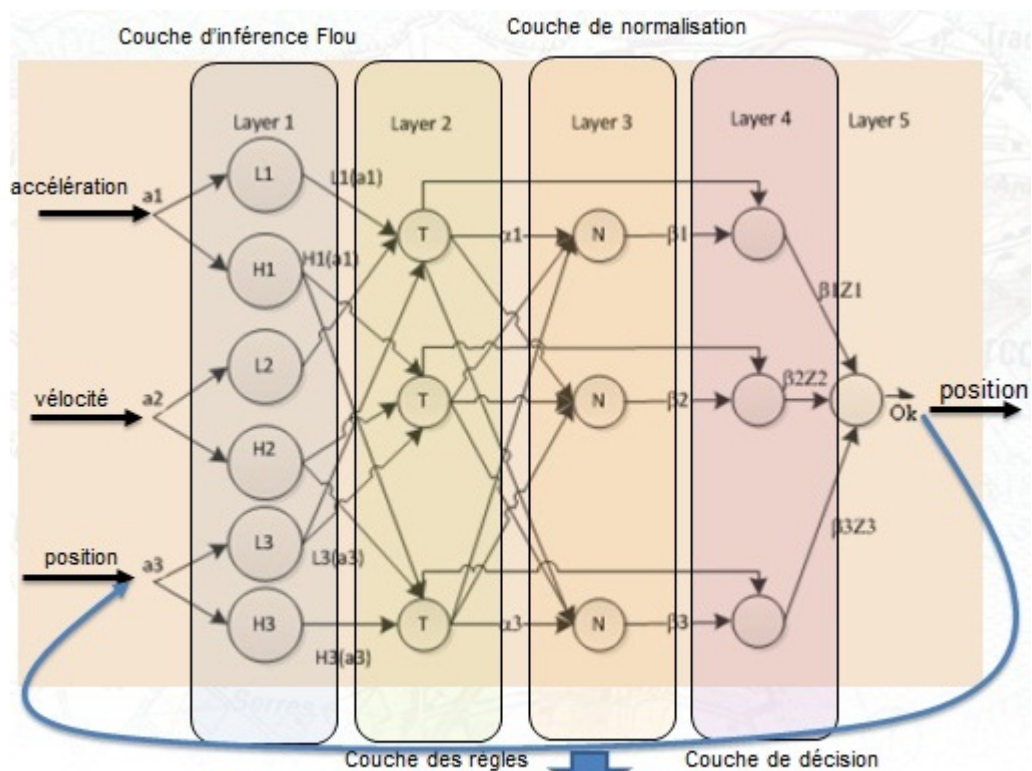 Couche d'inférence Flou
Couche de normalisation
Layer 1
Layer 2
Layer 3
Layer 4
Layer 5
accélération
a1
L1
L1(a1)
H1
H1(a1)
T
α1
N
β1
β1Z1
vélocité
a2
L2
H2
T
N
β2
β2Z2
Ok
position
position
a3
L3
L3(a3)
H3
H3(a3)
T
α3
N
β3
β3Z3
Couche des règles
Couche de décision
Serres